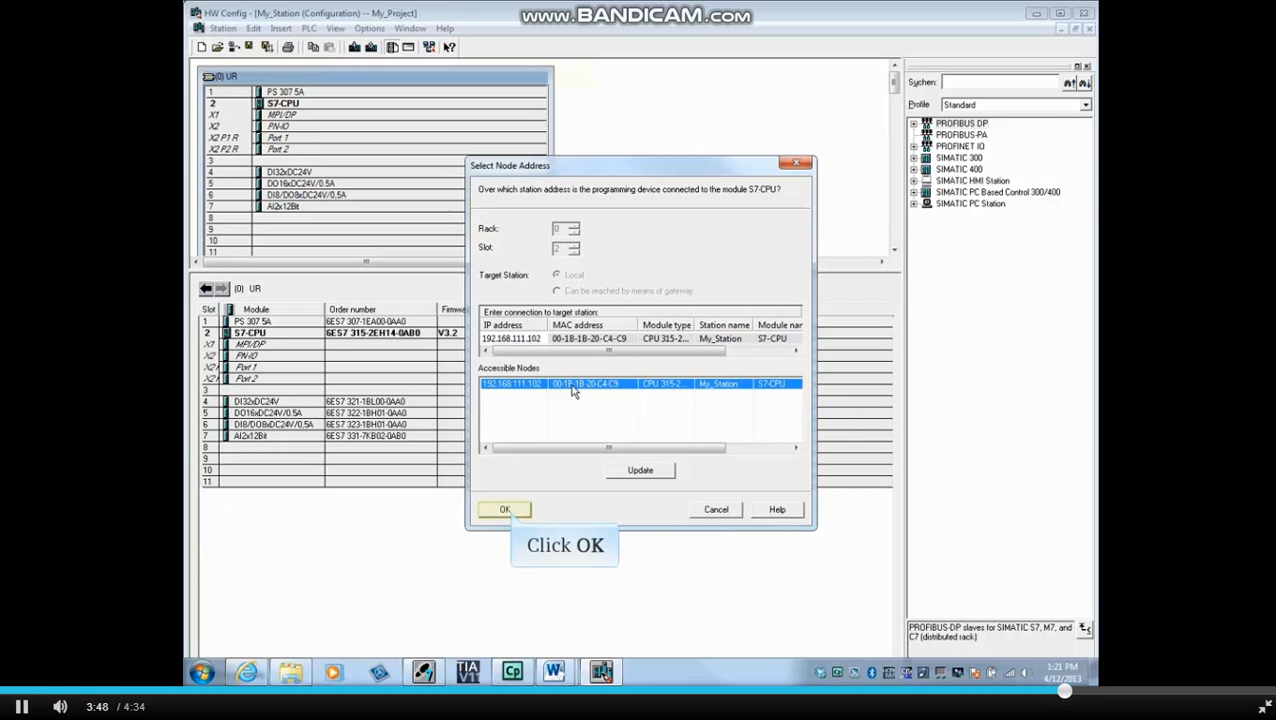 HW Config - [My_Station (Configuration) -- My_Project]
www.BANDICAM.com
Station Edit Insert PLC View Options Window Help
(0) UR
1 PS 307 5A
2 S7-CPU
X1 MPI/DP
X2 PN-IO
X2 P1 R Port 1
X2 P2 R Port 2
3
4 DI32xDC24V
5 DO16xDC24V/0.5A
6 DI8/DO8xDC24V/0,5A
7 AI2x12Bit
8
9
10
11
Suchen:
Profile Standard
PROFIBUS DP
PROFIBUS-PA
PROFINET IO
SIMATIC 300
SIMATIC 400
SIMATIC HMI Station
SIMATIC PC Based Control 300/400
SIMATIC PC Station
Select Node Address
Over which station address is the programming device connected to the module S7-CPU?
Rack: 0
Slot: 2
Target Station: Local
Can be reached by means of gateway
Enter connection to target station:
IP address MAC address Module type Station name Module nar
192.168.111.102 00-1B-1B-20-C4-C9 CPU 315-2... My_Station S7-CPU
Accessible Nodes
192.168.111.102 00-1B-1B-20-C4-C9 CPU 315-2... My_Station S7-CPU
Update
OK Cancel Help
Click OK
(0) UR
Slot Module Order number Firmwa
1 PS 307 5A 6ES7 307-1EA00-0AA0
2 S7-CPU 6ES7 315-2EH14-0AB0 V3.2
X1 MPI/DP
X2 PN-IO
X2 Port 1
X2 Port 2
3
4 DI32xDC24V 6ES7 321-1BL00-0AA0
5 DO16xDC24V/0.5A 6ES7 322-1BH01-0AA0
6 DI8/DO8xDC24V/0,5A 6ES7 323-1BH01-0AA0
7 AI2x12Bit 6ES7 331-7KB02-0AB0
8
9
10
11
PROFIBUS-DP slaves for SIMATIC S7, M7, and
C7 (distributed rack)
TIA
V1
Cp
W
1:21 PM
4/12/2013
3:48 / 4:34